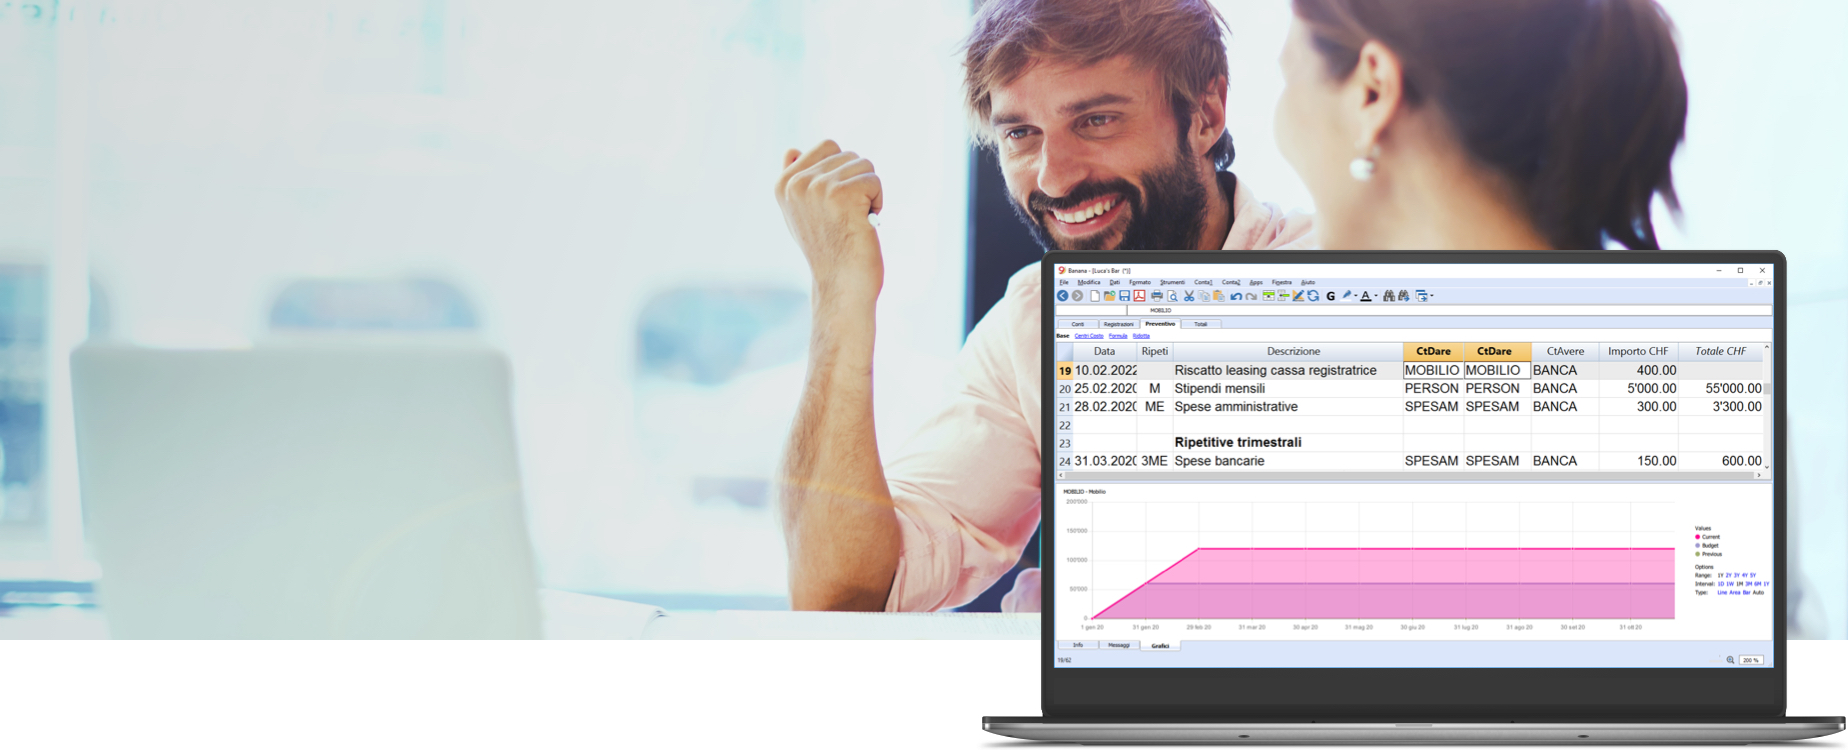 Banana - [Luca's Bar (*)]
File Modifica Dati Formato Strumenti Conta1 Conta2 Apps Finestra Aiuto
G A
MOBILIO
Conti Registrazioni Preventivo Totali
Base Centri Costo Formula Ridotta
Data Ripeti Descrizione CtDare CtDare CtAvere Importo CHF Totale CHF
19 10.02.2022 Riscatto leasing cassa registratrice MOBILIO MOBILIO BANCA 400.00
20 25.02.2020 M Stipendi mensili PERSON PERSON BANCA 5'000.00 55'000.00
21 28.02.2020 ME Spese amministrative SPESAM SPESAM BANCA 300.00 3'300.00
22
23 Ripetitive trimestrali
24 31.03.2020 3ME Spese bancarie SPESAM SPESAM BANCA 150.00 600.00
MOBILIO - Mobilio
200'000
150'000
100'000
50'000
0
1 gen 20 31 gen 20 29 feb 20 31 mar 20 30 apr 20 31 mag 20 30 giu 20 31 lug 20 31 ago 20 30 set 20 31 ott 20
Values
Current
Budget
Previous
Options
Range: 1Y 2Y 3Y 4Y 5Y
Interval: 1D 1W 1M 3M 6M 1Y
Type: Line Area Bar Auto
Info Messaggi Grafici
19/62
200 %